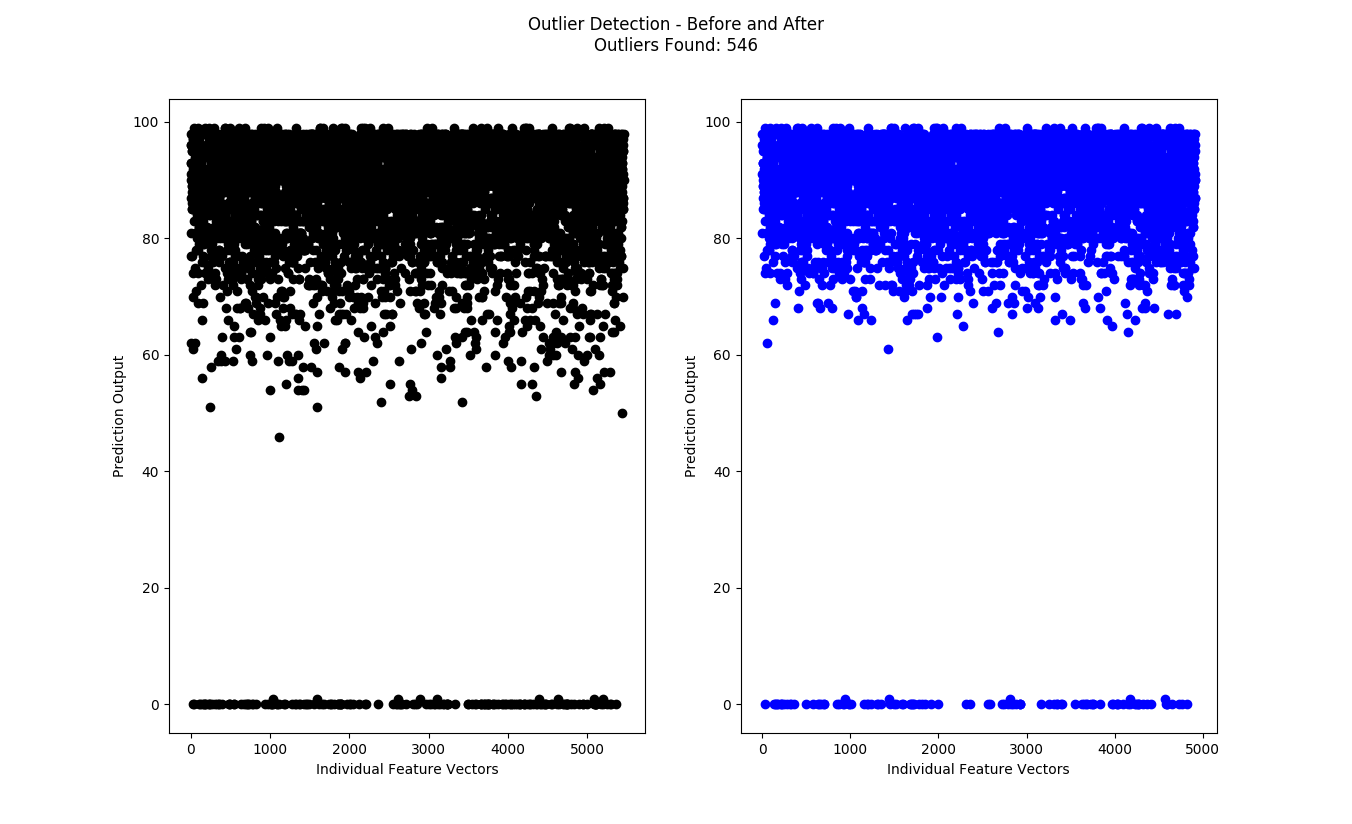 Outlier Detection - Before and After
Outliers Found: 546
100
80
60
40
20
0
Prediction Output
0 1000 2000 3000 4000 5000
Individual Feature Vectors
100
80
60
40
20
0
Prediction Output
0 1000 2000 3000 4000 5000
Individual Feature Vectors